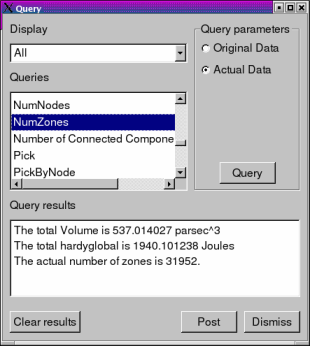 Query
Display
All
Queries
NumNodes
NumZones
Number of Connected Compone
Pick
PickByNode
Query parameters
Original Data
Actual Data
Query
Query results
The total Volume is 537.014027 parsec^3
The total hardyglobal is 1940.101238 Joules
The actual number of zones is 31952.
Clear results
Post
Dismiss